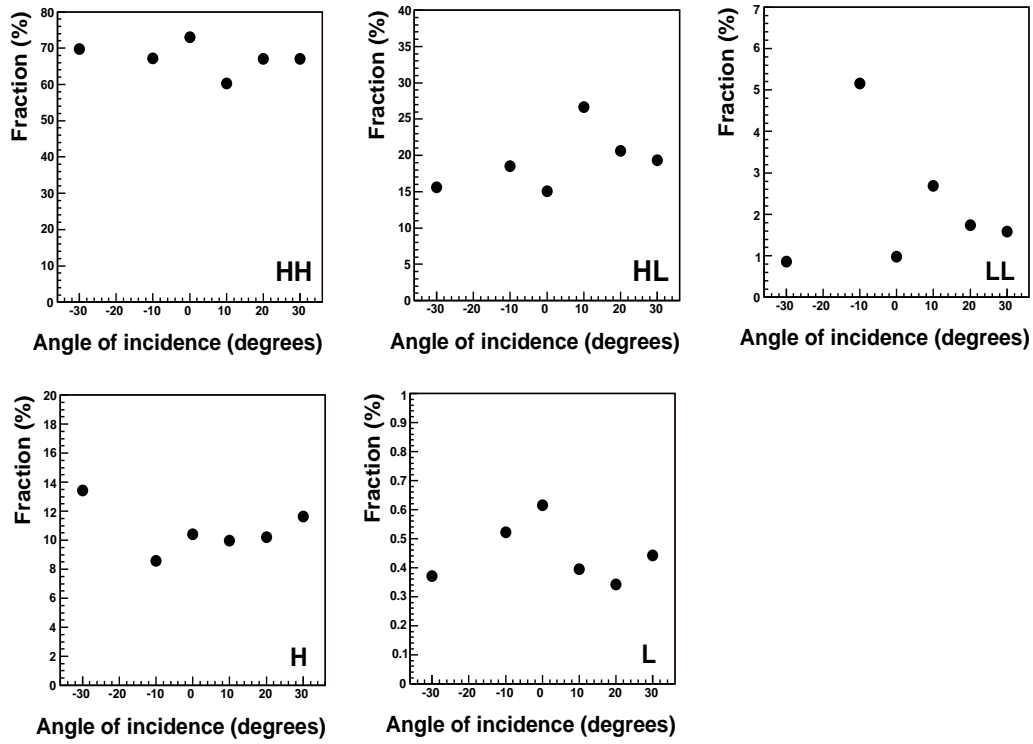 Fraction (%)
80
70
60
50
40
30
20
10
0
-30 -20 -10 0 10 20 30
HH
Angle of incidence (degrees)
Fraction (%)
40
35
30
25
20
15
10
5
0
-30 -20 -10 0 10 20 30
HL
Angle of incidence (degrees)
Fraction (%)
7
6
5
4
3
2
1
0
-30 -20 -10 0 10 20 30
LL
Angle of incidence (degrees)
Fraction (%)
20
18
16
14
12
10
8
6
4
2
0
-30 -20 -10 0 10 20 30
H
Angle of incidence (degrees)
Fraction (%)
1
0.9
0.8
0.7
0.6
0.5
0.4
0.3
0.2
0.1
0
-30 -20 -10 0 10 20 30
L
Angle of incidence (degrees)